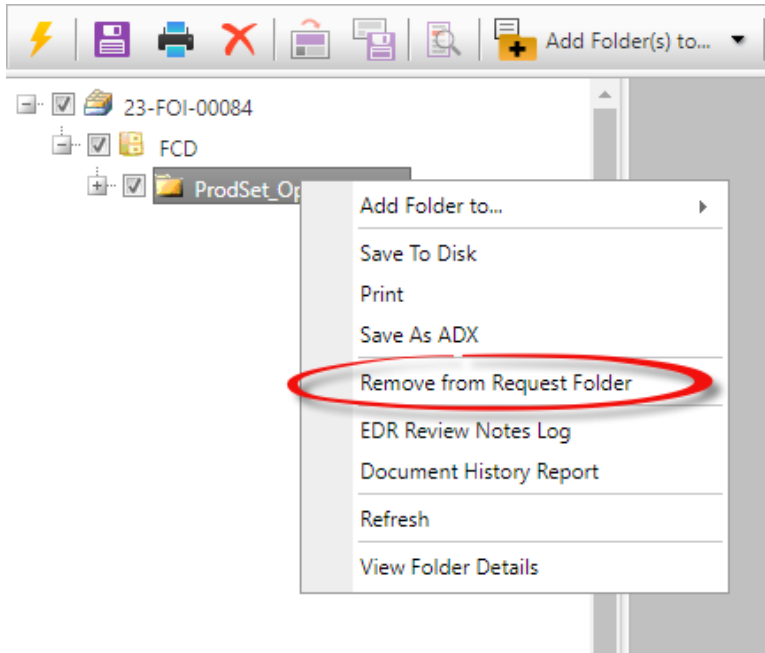 Add Folder(s) to...
23-FOI-00084
FCD
ProdSet_Op
Add Folder to...
Save To Disk
Print
Save As ADX
Remove from Request Folder
EDR Review Notes Log
Document History Report
Refresh
View Folder Details